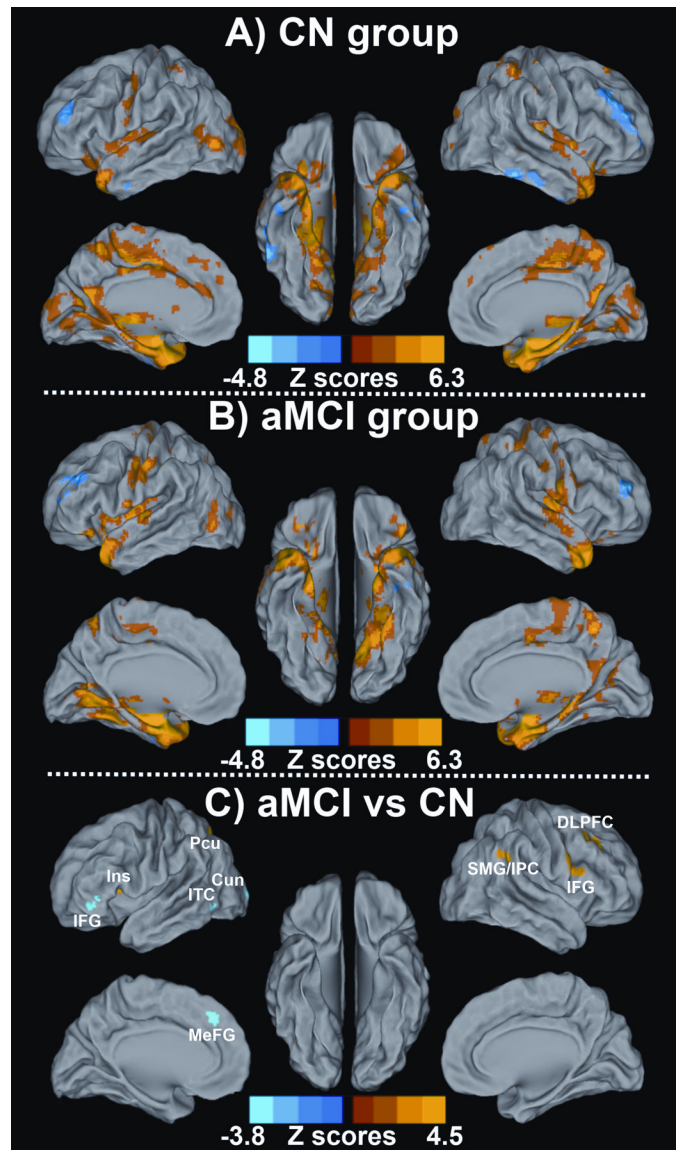 A) CN group
-4.8 Z scores 6.3
B) aMCI group
-4.8 Z scores 6.3
C) aMCI vs CN
DLPFC
Pcu
SMG/IPC
Ins
Cun
ITC
IFG
IFG
MeFG
-3.8 Z scores 4.5